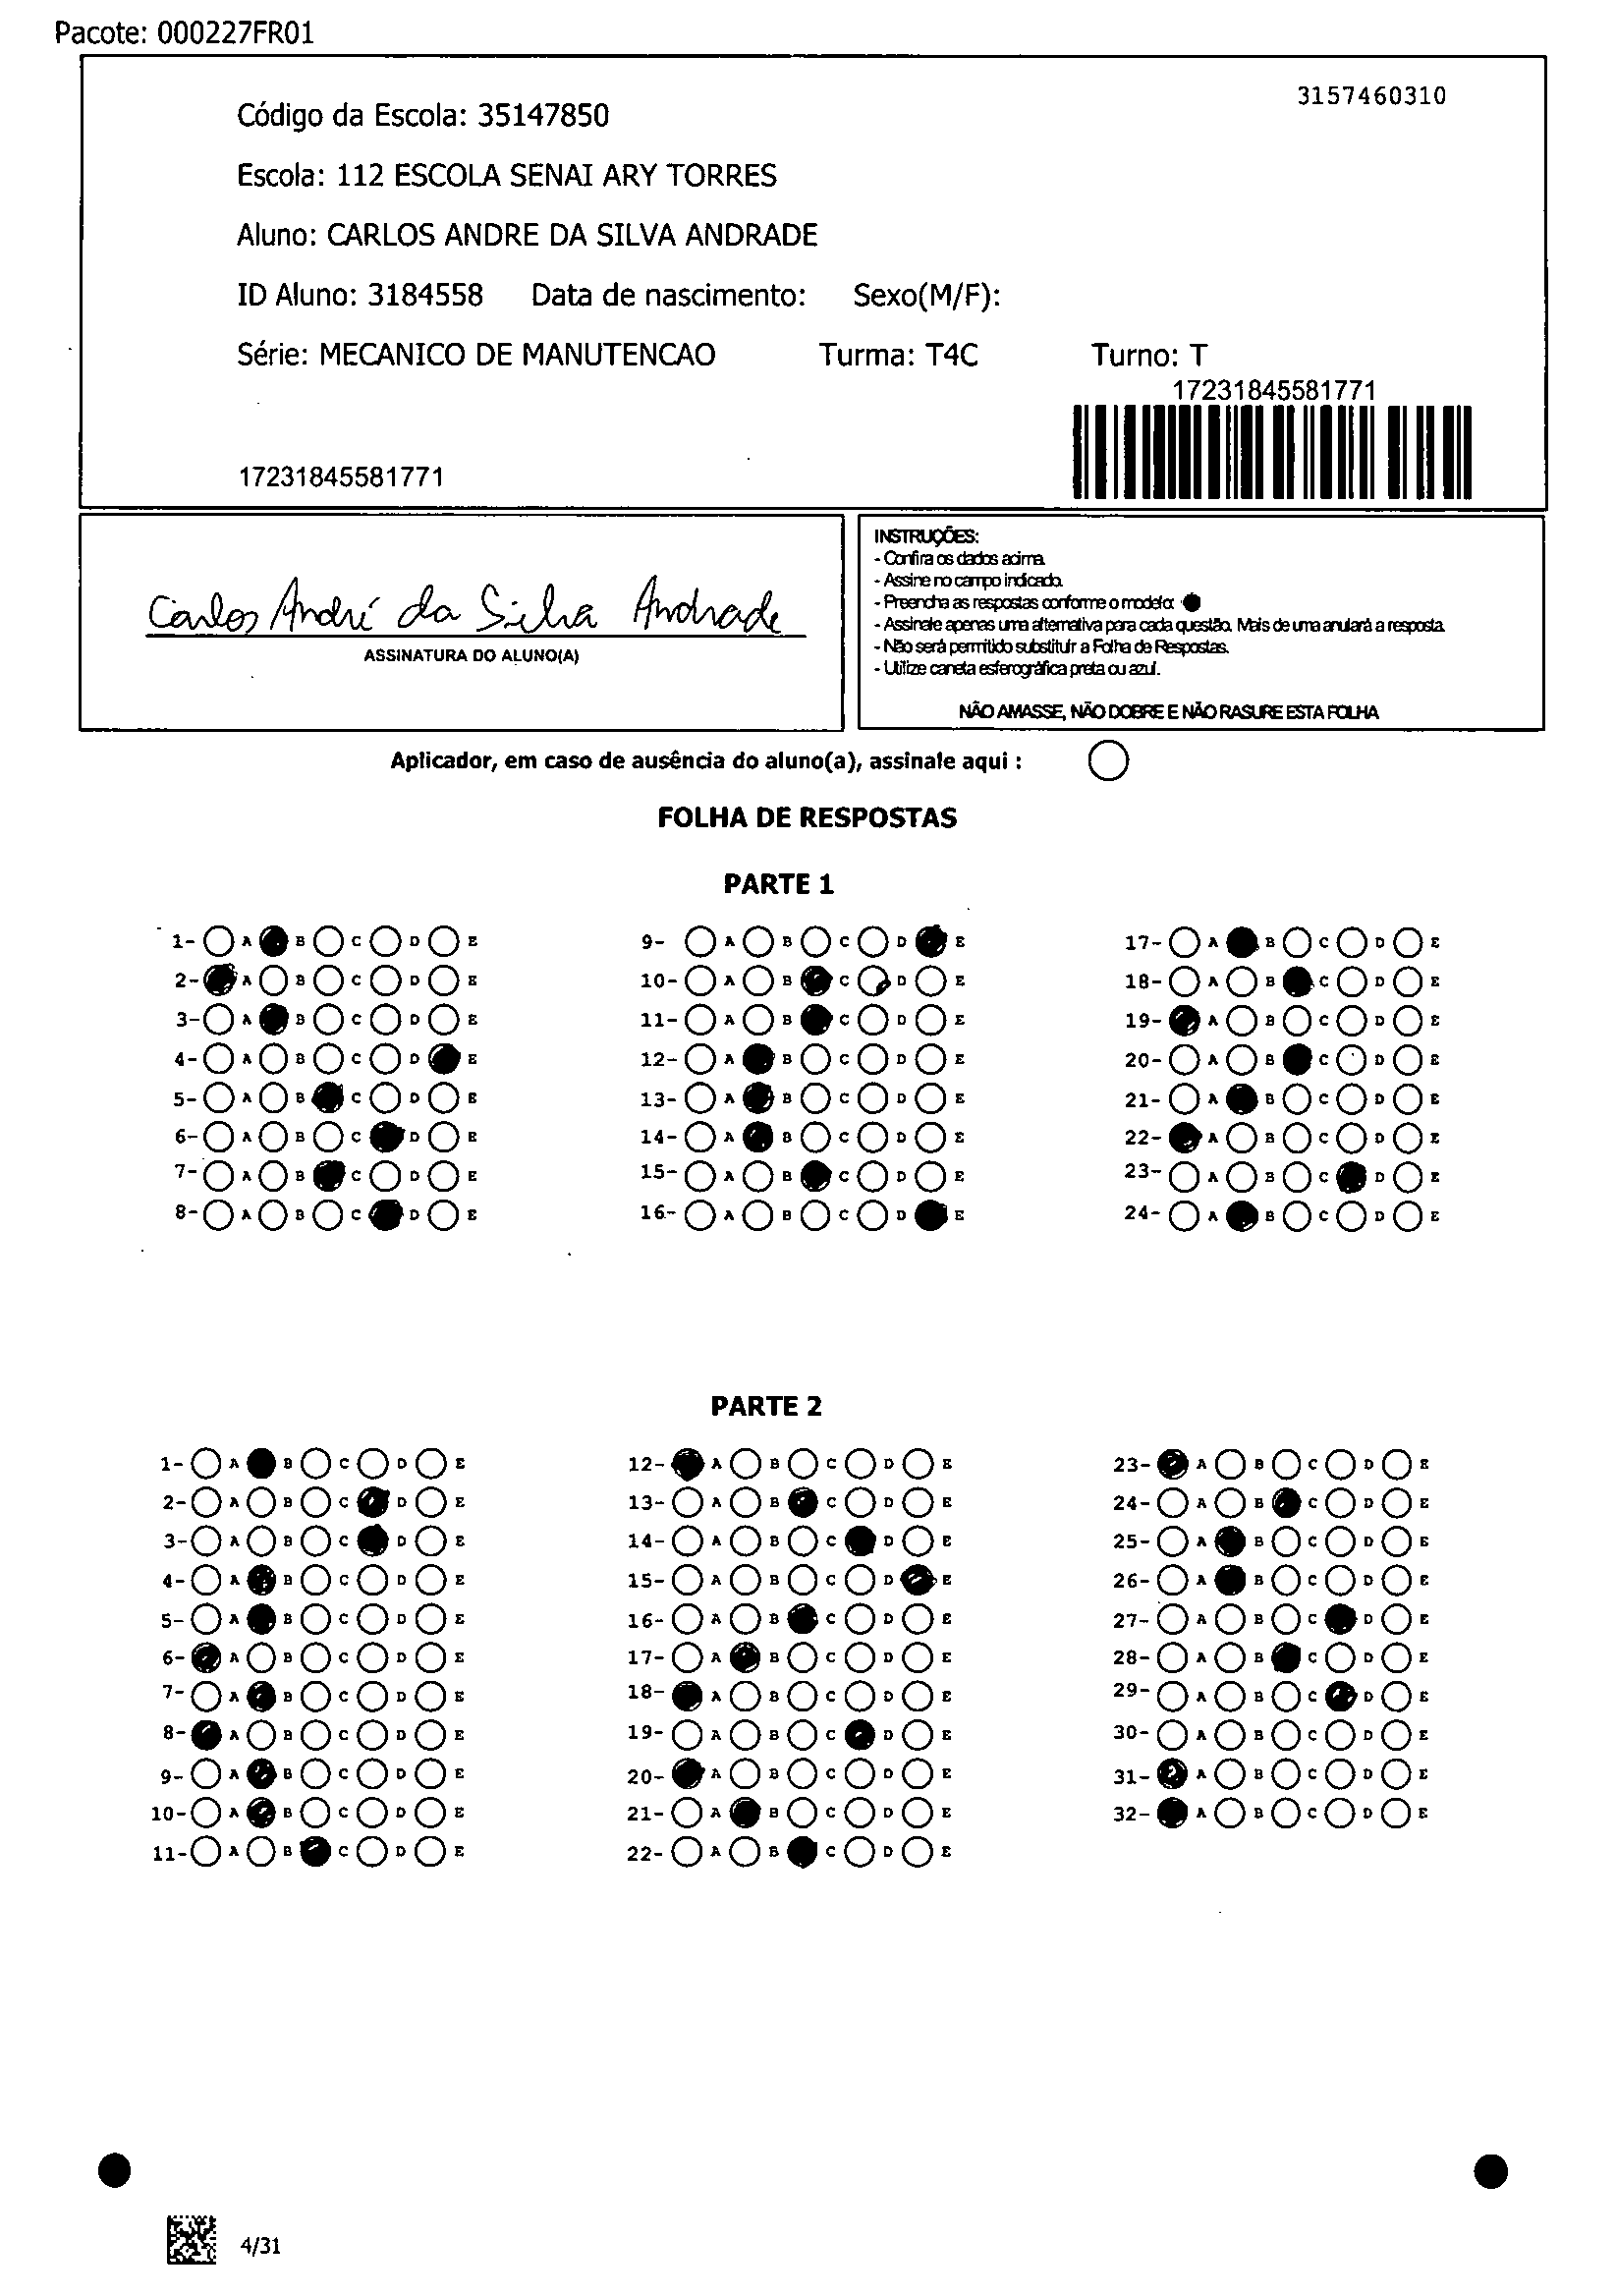 Pacote: 000227FR01
3157460310
Código da Escola: 35147850
Escola: 112 ESCOLA SENAI ARY TORRES
Aluno: CARLOS ANDRE DA SILVA ANDRADE
ID Aluno: 3184558 Data de nascimento: Sexo(M/F):
Série: MECANICO DE MANUTENCAO Turma: T4C Turno: T
17231845581771
17231845581771
Carlos André da Silva Andrade
ASSINATURA DO ALUNO(A)
INSTRUÇÕES:
- Confira os dados acima.
- Assine no campo indicado.
- Preencha as respostas conforme o modelo:
- Assinale apenas uma alternativa para cada questão. Mais de uma anulará a resposta.
- Não será permitido substituir a Folha de Respostas.
- Utilize caneta esferográfica preta ou azul.
NÃO AMASSE, NÃO DOBRE E NÃO RASURE ESTA FOLHA
Aplicador, em caso de ausência do aluno(a), assinale aqui :
FOLHA DE RESPOSTAS
PARTE 1
1- A B C D E 9- A B C D E 17- A B C D E
2- A B C D E 10- A B C D E 18- A B C D E
3- A B C D E 11- A B C D E 19- A B C D E
4- A B C D E 12- A B C D E 20- A B C D E
5- A B C D E 13- A B C D E 21- A B C D E
6- A B C D E 14- A B C D E 22- A B C D E
7- A B C D E 15- A B C D E 23- A B C D E
8- A B C D E 16- A B C D E 24- A B C D E
PARTE 2
1- A B C D E 12- A B C D E 23- A B C D E
2- A B C D E 13- A B C D E 24- A B C D E
3- A B C D E 14- A B C D E 25- A B C D E
4- A B C D E 15- A B C D E 26- A B C D E
5- A B C D E 16- A B C D E 27- A B C D E
6- A B C D E 17- A B C D E 28- A B C D E
7- A B C D E 18- A B C D E 29- A B C D E
8- A B C D E 19- A B C D E 30- A B C D E
9- A B C D E 20- A B C D E 31- A B C D E
10- A B C D E 21- A B C D E 32- A B C D E
11- A B C D E 22- A B C D E
4/31